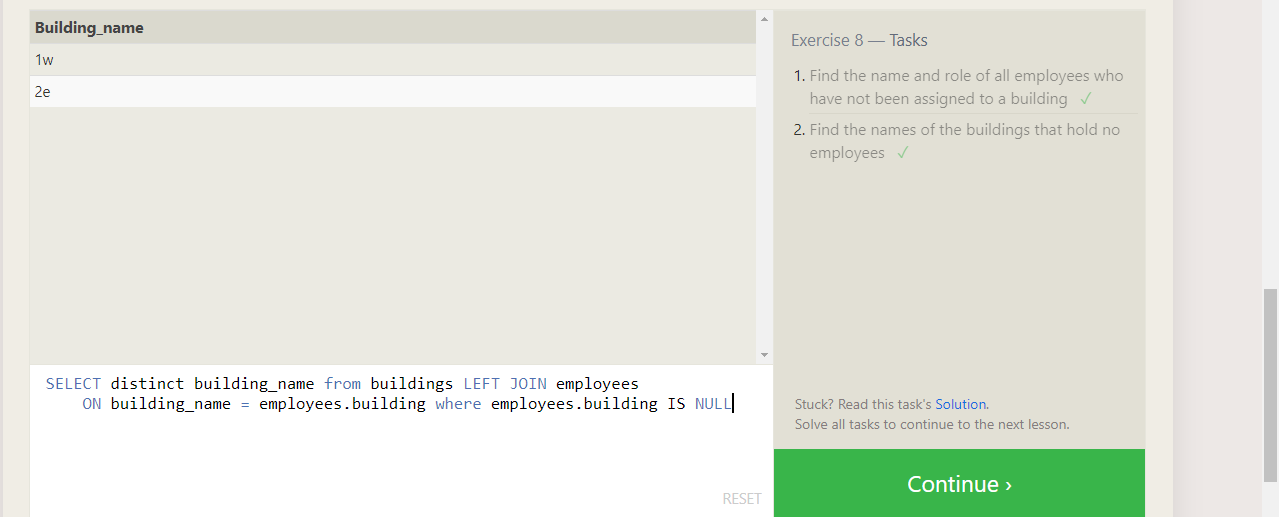 Building_name
1w
2e
SELECT distinct building_name from buildings LEFT JOIN employees
ON building_name = employees.building where employees.building IS NULL
RESET
Exercise 8 — Tasks
1. Find the name and role of all employees who
have not been assigned to a building ✓
2. Find the names of the buildings that hold no
employees ✓
Stuck? Read this task's Solution.
Solve all tasks to continue to the next lesson.
Continue ›